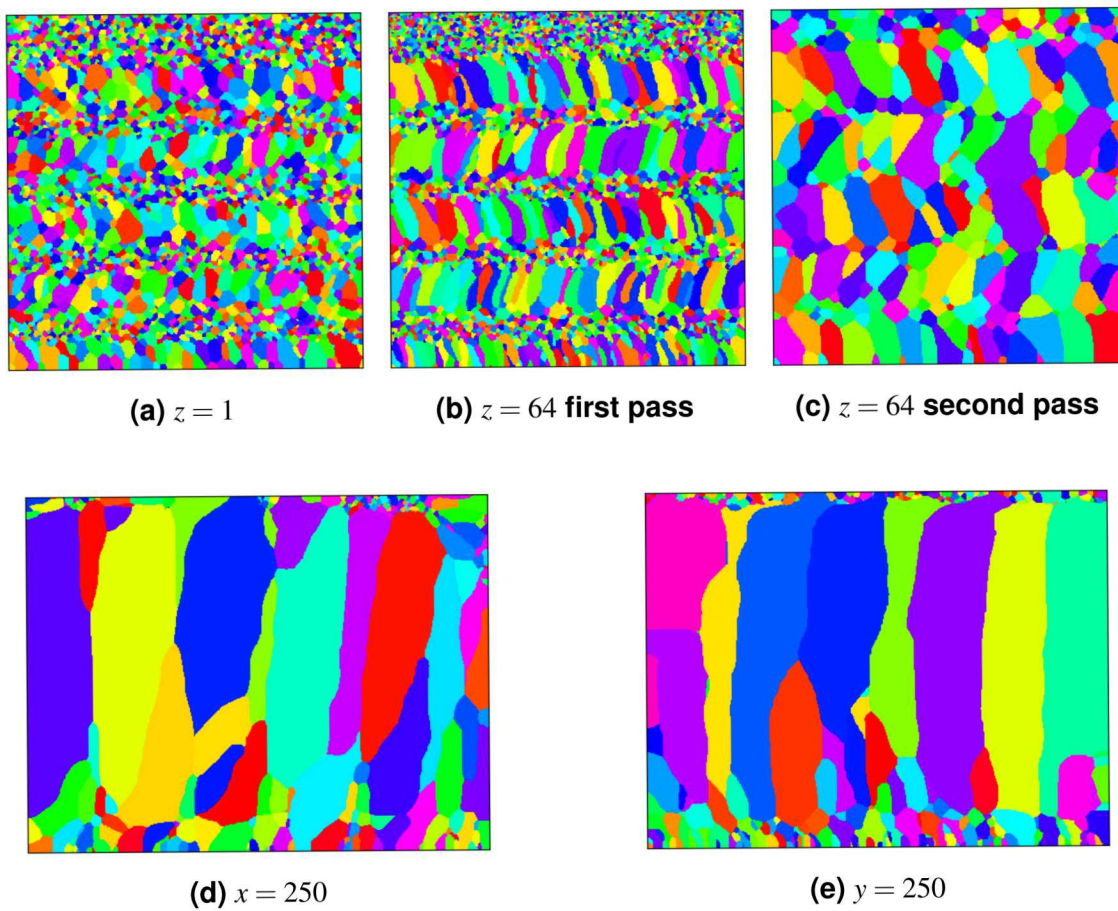 (a) z = 1
(b) z = 64 first pass
(c) z = 64 second pass
(d) x = 250
(e) y = 250